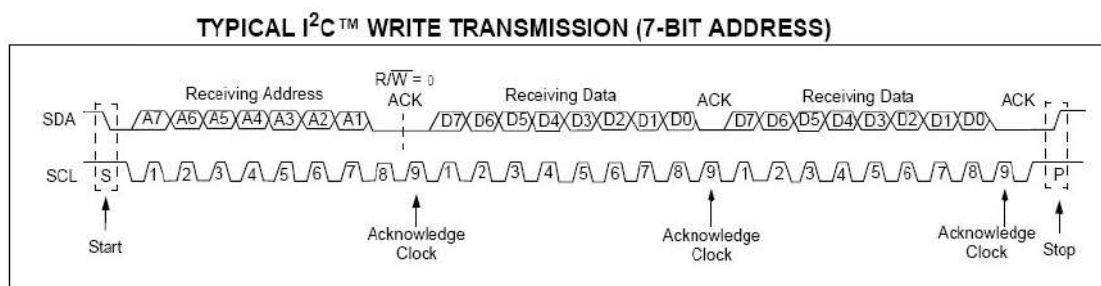 TYPICAL I²C™ WRITE TRANSMISSION (7-BIT ADDRESS)
R/W̅ = 0
Receiving Address ACK Receiving Data ACK Receiving Data ACK
SDA A7 A6 A5 A4 A3 A2 A1 D7 D6 D5 D4 D3 D2 D1 D0 D7 D6 D5 D4 D3 D2 D1 D0
SCL S 1 2 3 4 5 6 7 8 9 1 2 3 4 5 6 7 8 9 1 2 3 4 5 6 7 8 9 P
Start Acknowledge Acknowledge Acknowledge Stop
Clock Clock Clock